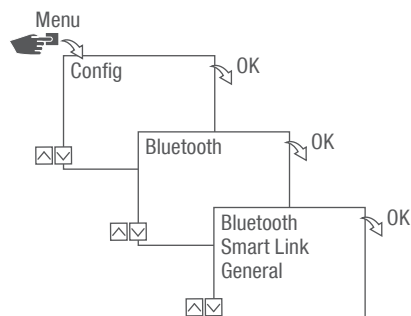 Menu
Config
OK
Bluetooth
OK
Bluetooth
Smart Link
General
OK